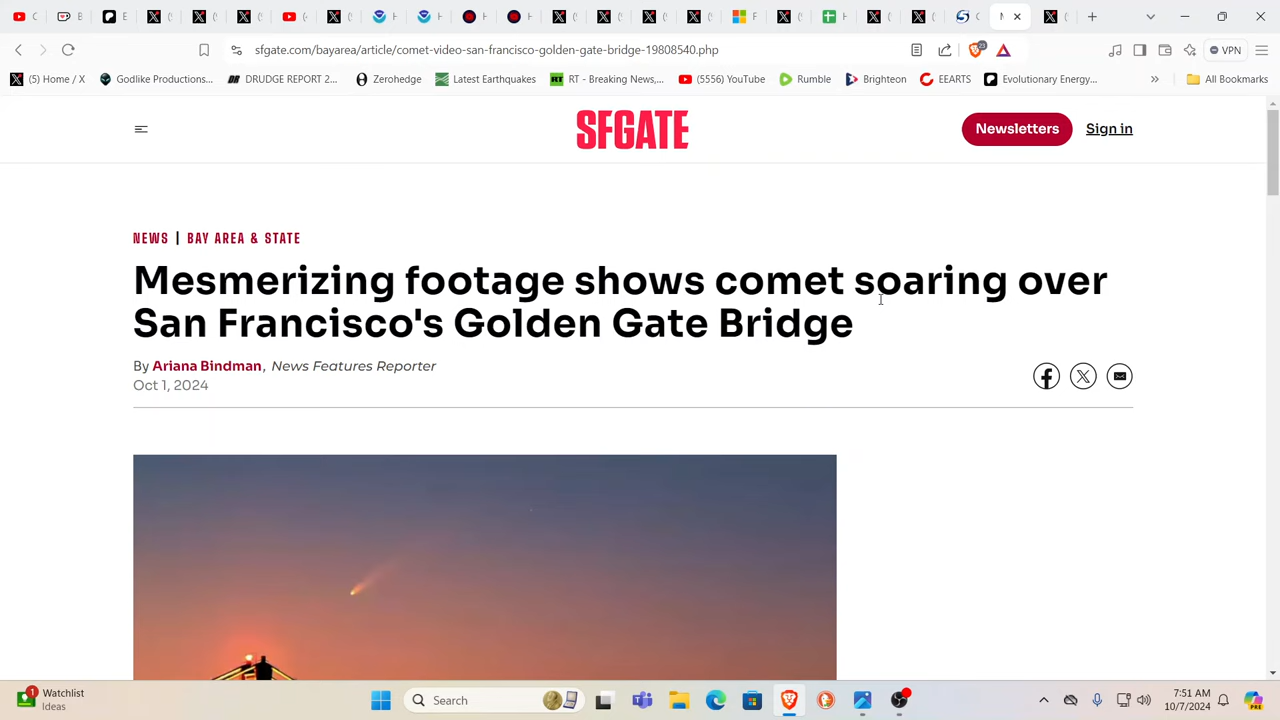 sfgate.com/bayarea/article/comet-video-san-francisco-golden-gate-bridge-19808540.php
23
VPN
(5) Home / X
Godlike Productions...
DRUDGE REPORT 2...
Zerohedge
Latest Earthquakes
RT - Breaking News,...
(5556) YouTube
Rumble
Brighteon
EEARTS
Evolutionary Energy...
»
All Bookmarks
SFGATE
Newsletters
Sign in
NEWS | BAY AREA & STATE
Mesmerizing footage shows comet soaring over
San Francisco's Golden Gate Bridge
By Ariana Bindman, News Features Reporter
Oct 1, 2024
1
Watchlist
Ideas
Search
7:51 AM
10/7/2024
PRE